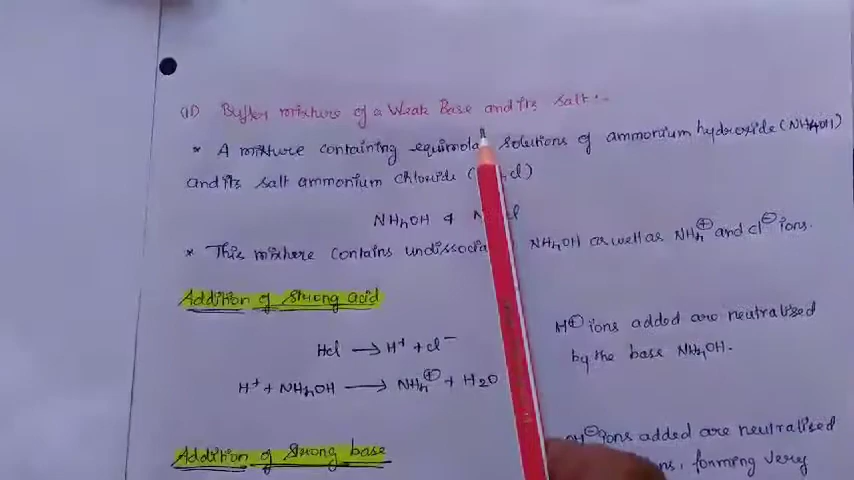 (ii) Buffer mixture of a Weak Base and its salt:-
* A mixture containing equimola solutions of ammonium hydroxide (NH4OH)
and its salt ammonium chloride ( Cl)
NH4OH & N Cl
* This mixture contains undissocia NH4OH as well as NH4⊕ and Cl⊖ ions.
Addition of Strong acid
HCl → H+ + Cl−
H+ + NH4OH → NH4⊕ + H2O
H⊕ ions added are neutralised
by the base NH4OH.
Addition of Strong base
OH⊖ ions added are neutralised
ns, forming very